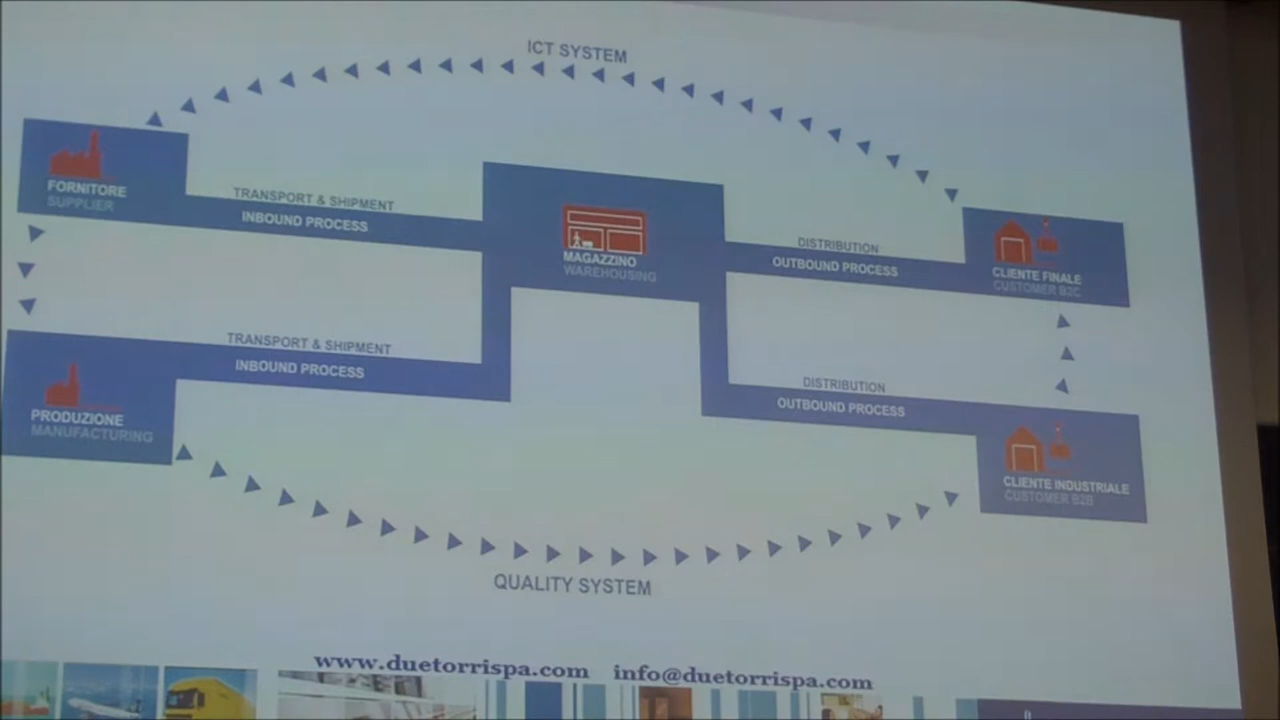 ICT SYSTEM
FORNITORE
SUPPLIER
TRANSPORT & SHIPMENT
INBOUND PROCESS
MAGAZZINO
WAREHOUSING
DISTRIBUTION
OUTBOUND PROCESS
CLIENTE FINALE
CUSTOMER B2C
TRANSPORT & SHIPMENT
INBOUND PROCESS
PRODUZIONE
MANUFACTURING
DISTRIBUTION
OUTBOUND PROCESS
CLIENTE INDUSTRIALE
CUSTOMER B2B
QUALITY SYSTEM
www.duetorrispa.com info@duetorrispa.com